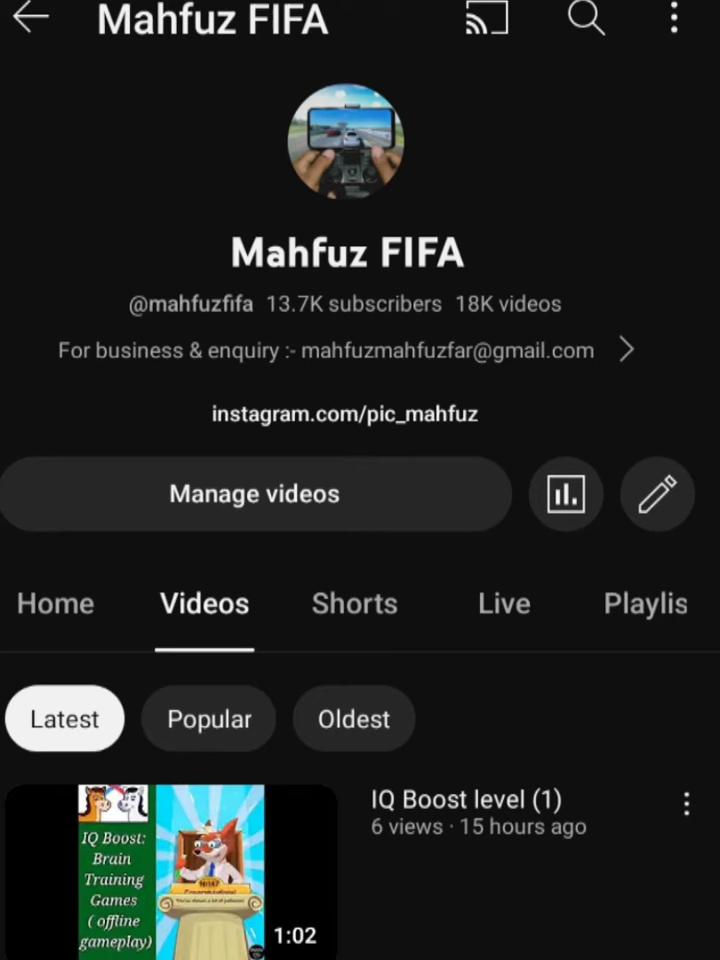 Mahfuz FIFA
Mahfuz FIFA
@mahfuzfifa 13.7K subscribers 18K videos
For business & enquiry :- mahfuzmahfuzfar@gmail.com
instagram.com/pic_mahfuz
Manage videos
Home Videos Shorts Live Playlis
Latest Popular Oldest
IQ Boost level (1)
6 views · 15 hours ago
IQ Boost:
Brain
Training
Games
( offline
gameplay)
1:02